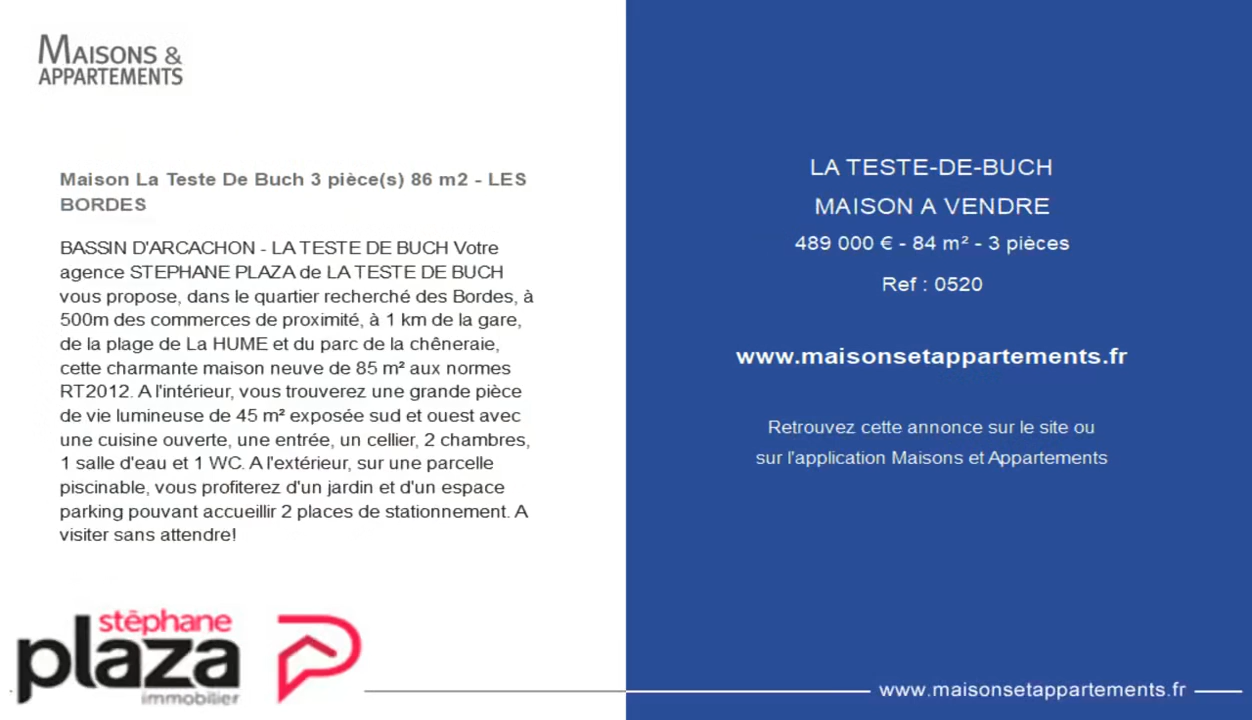 MAISONS &
APPARTEMENTS
Maison La Teste De Buch 3 pièce(s) 86 m2 - LES
BORDES
BASSIN D'ARCACHON - LA TESTE DE BUCH Votre
agence STEPHANE PLAZA de LA TESTE DE BUCH
vous propose, dans le quartier recherché des Bordes, à
500m des commerces de proximité, à 1 km de la gare,
de la plage de La HUME et du parc de la chêneraie,
cette charmante maison neuve de 85 m² aux normes
RT2012. A l'intérieur, vous trouverez une grande pièce
de vie lumineuse de 45 m² exposée sud et ouest avec
une cuisine ouverte, une entrée, un cellier, 2 chambres,
1 salle d'eau et 1 WC. A l'extérieur, sur une parcelle
piscinable, vous profiterez d'un jardin et d'un espace
parking pouvant accueillir 2 places de stationnement. A
visiter sans attendre!
stéphane
plaza
immobilier
LA TESTE-DE-BUCH
MAISON A VENDRE
489 000 € - 84 m² - 3 pièces
Ref : 0520
www.maisonsetappartements.fr
Retrouvez cette annonce sur le site ou
sur l'application Maisons et Appartements
www.maisonsetappartements.fr